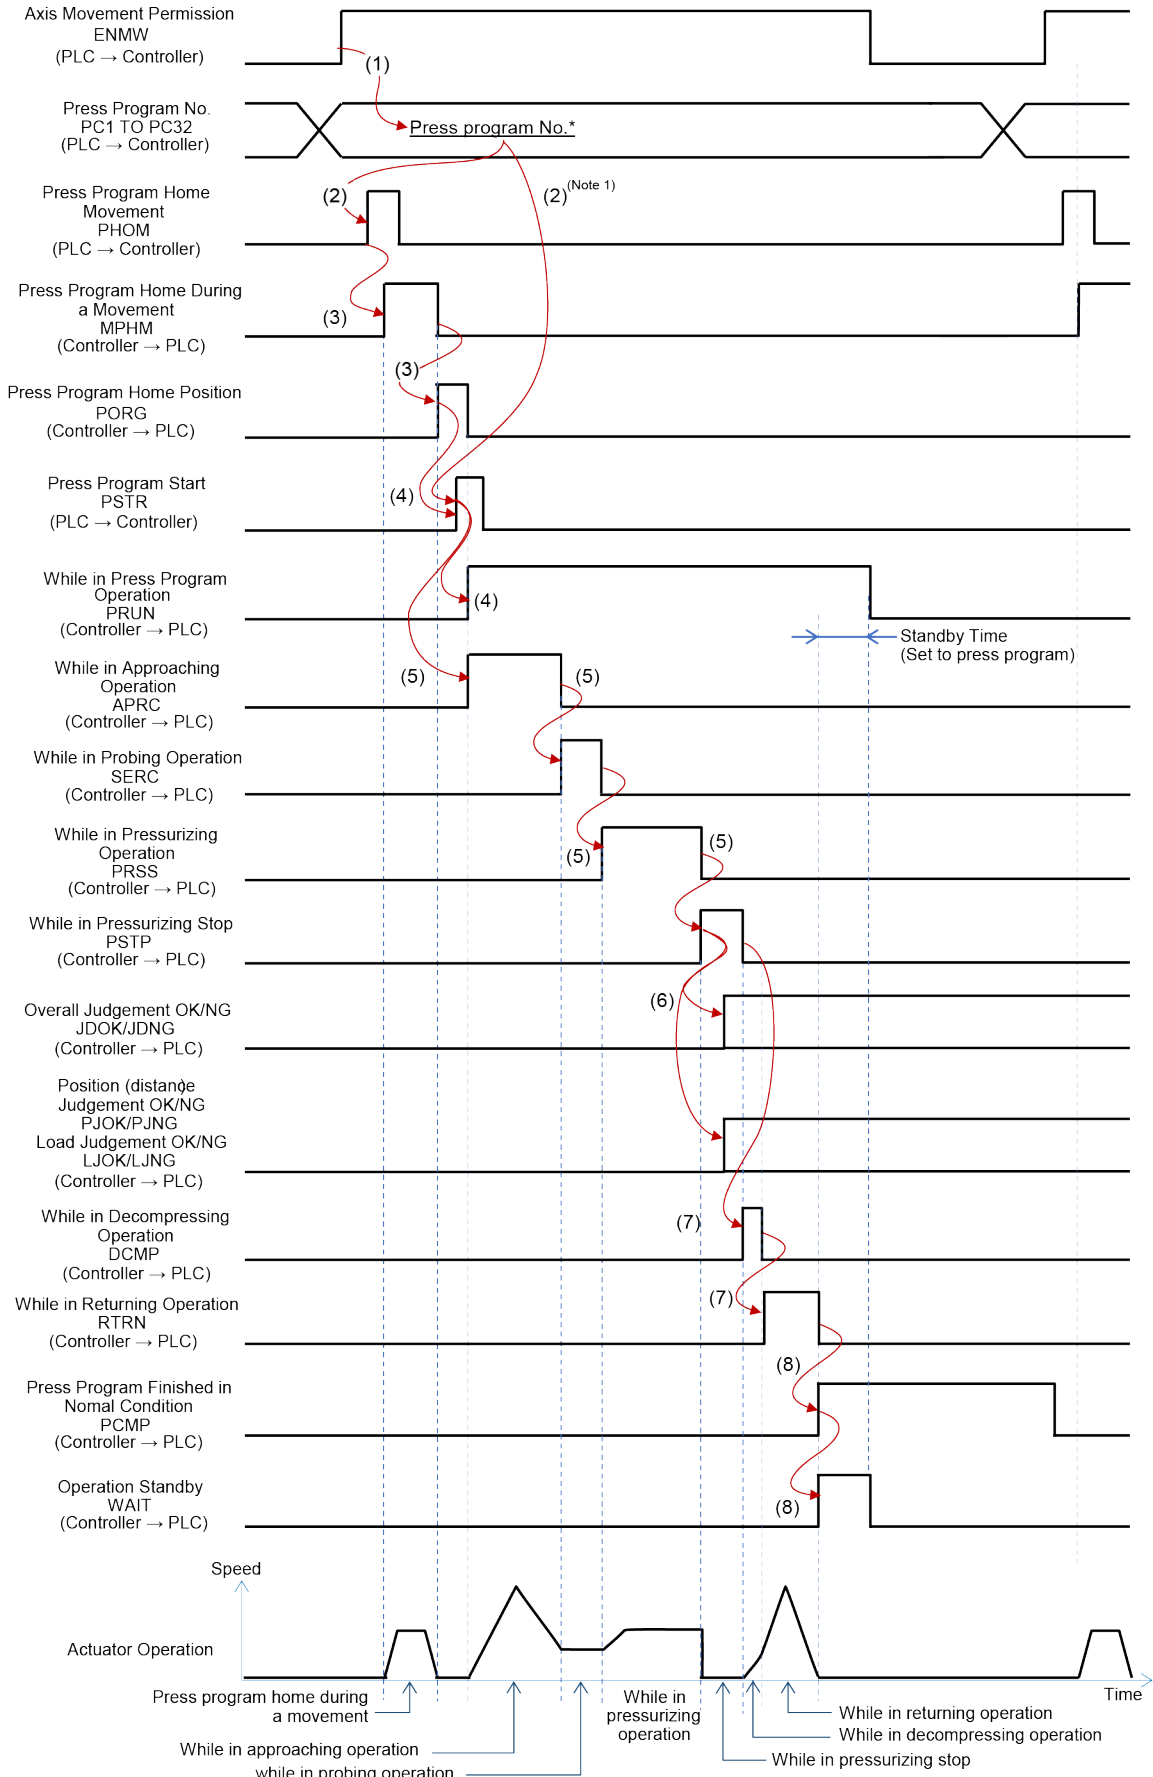 Axis Movement Permission
ENMW
(PLC → Controller)
(1)
Press Program No.
PC1 TO PC32
(PLC → Controller)
Press program No.*
Press Program Home
Movement
PHOM
(PLC → Controller)
(2)
(2)(Note 1)
Press Program Home During
a Movement
MPHM
(Controller → PLC)
(3)
(3)
Press Program Home Position
PORG
(Controller → PLC)
Press Program Start
PSTR
(PLC → Controller)
(4)
While in Press Program
Operation
PRUN
(Controller → PLC)
(4)
Standby Time
(Set to press program)
While in Approaching
Operation
APRC
(Controller → PLC)
(5)
(5)
While in Probing Operation
SERC
(Controller → PLC)
While in Pressurizing
Operation
PRSS
(Controller → PLC)
(5)
(5)
While in Pressurizing Stop
PSTP
(Controller → PLC)
Overall Judgement OK/NG
JDOK/JDNG
(Controller → PLC)
(6)
Position (distance)
Judgement OK/NG
PJOK/PJNG
Load Judgement OK/NG
LJOK/LJNG
(Controller → PLC)
While in Decompressing
Operation
DCMP
(Controller → PLC)
(7)
While in Returning Operation
RTRN
(Controller → PLC)
(7)
(8)
Press Program Finished in
Nomal Condition
PCMP
(Controller → PLC)
Operation Standby
WAIT
(Controller → PLC)
(8)
Speed
Actuator Operation
Time
Press program home during
a movement
While in
pressurizing
operation
While in returning operation
While in decompressing operation
While in approaching operation
While in pressurizing stop
while in probing operation